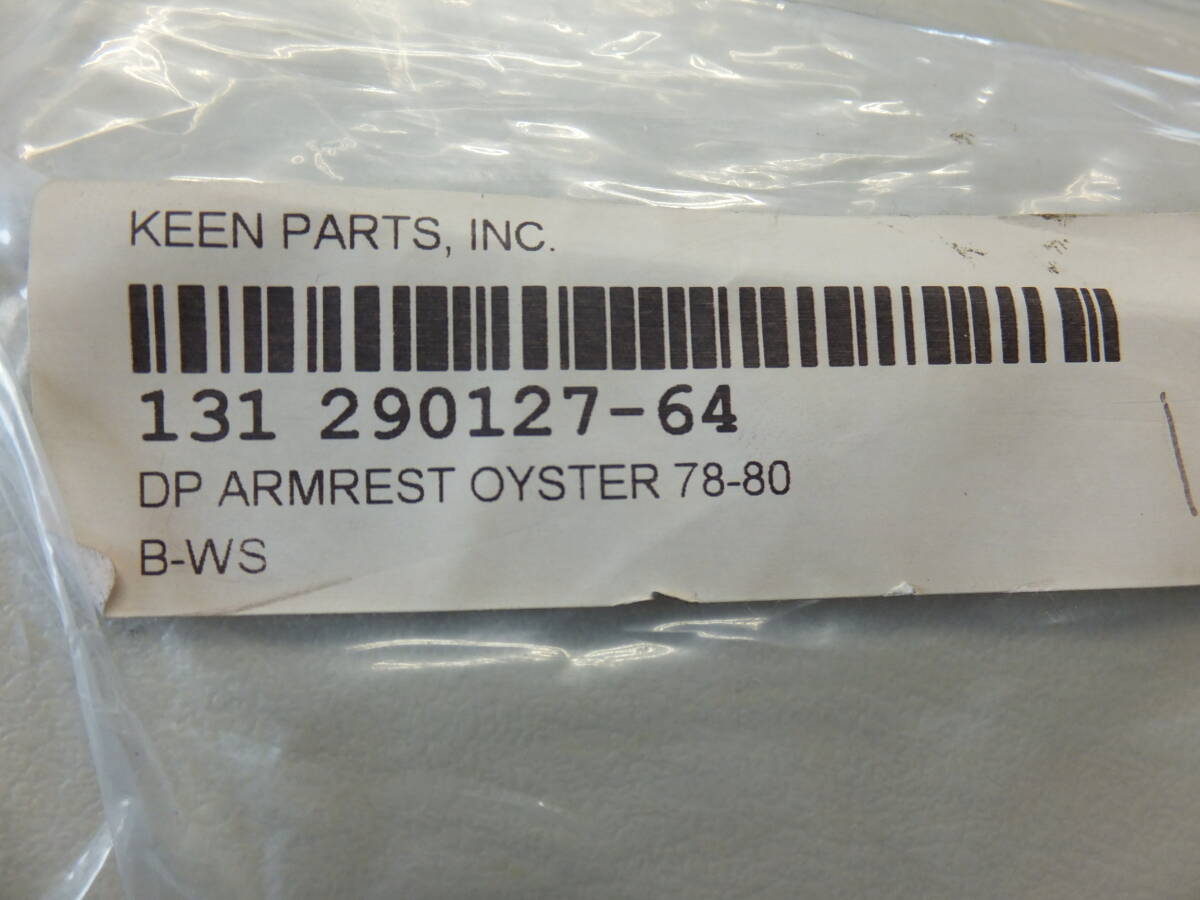 KEEN PARTS, INC.
131 290127-64
DP ARMREST OYSTER 78-80
B-WS